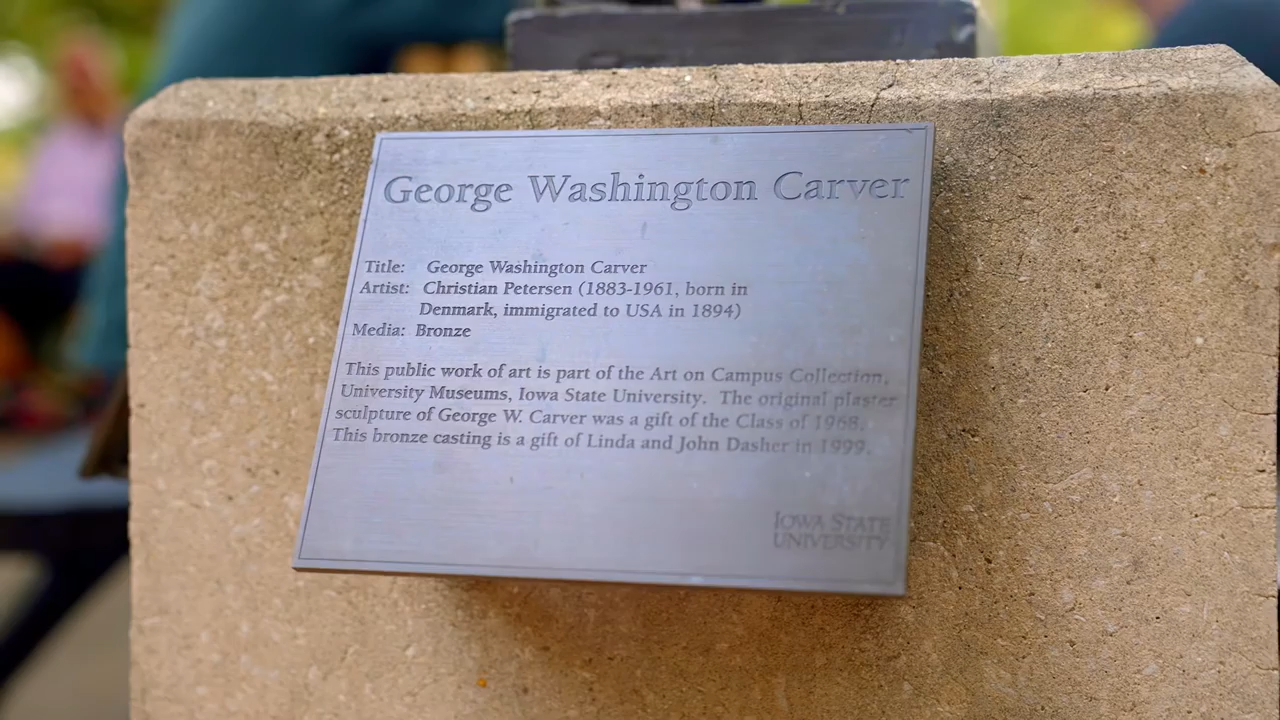 George Washington Carver
Title: George Washington Carver
Artist: Christian Petersen (1883-1961, born in
Denmark, immigrated to USA in 1894)
Media: Bronze
This public work of art is part of the Art on Campus Collection,
University Museums, Iowa State University. The original plaster
sculpture of George W. Carver was a gift of the Class of 1968.
This bronze casting is a gift of Linda and John Dasher in 1999.
IOWA STATE
UNIVERSITY